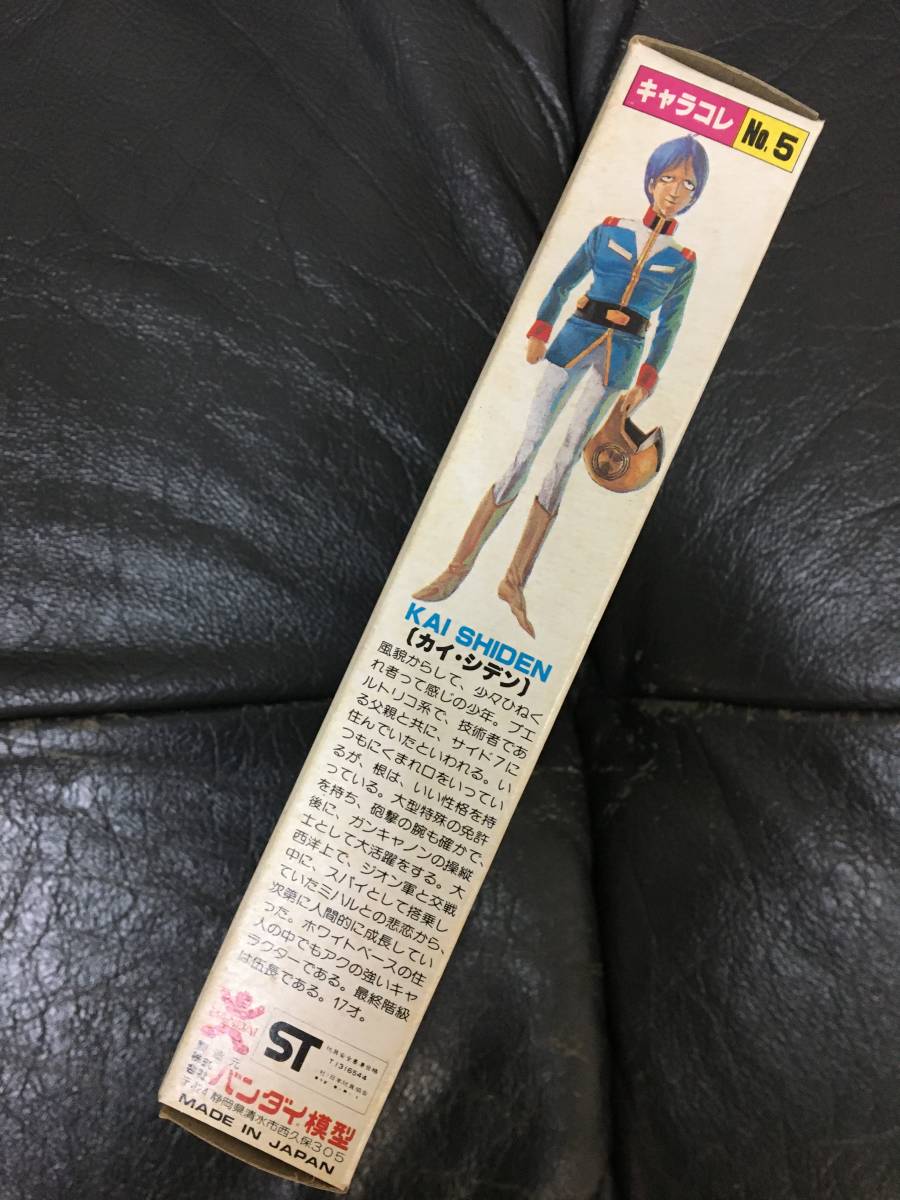 キャラコレ No.5
KAI SHIDEN
〔カイ・シデン〕
風貌からして、少々ひねく
れ者って感じの少年。プエ
ルトリコ系で、技術者であ
る父親と共に、サイド7に
住んでいたといわれる。い
つもにくまれ口をいってい
るが、根は、いい性格を持
っている。大型特殊の免許
を持ち、砲撃の腕も確かで、
後に、ガンキャノンの操縦
士として大活躍をする。大
西洋上で、ジオン軍と交戦
中に、スパイとして搭乗し
ていたミハルとの悲恋から、
次第に人間的に成長してい
った。ホワイトベースの住
人の中でもアクの強いキャ
ラクターである。最終階級
は伍長である。17才。
ST
T1316544
製造元
株式会社 バンダイ模型
〒424 静岡県清水市西久保305
MADE IN JAPAN